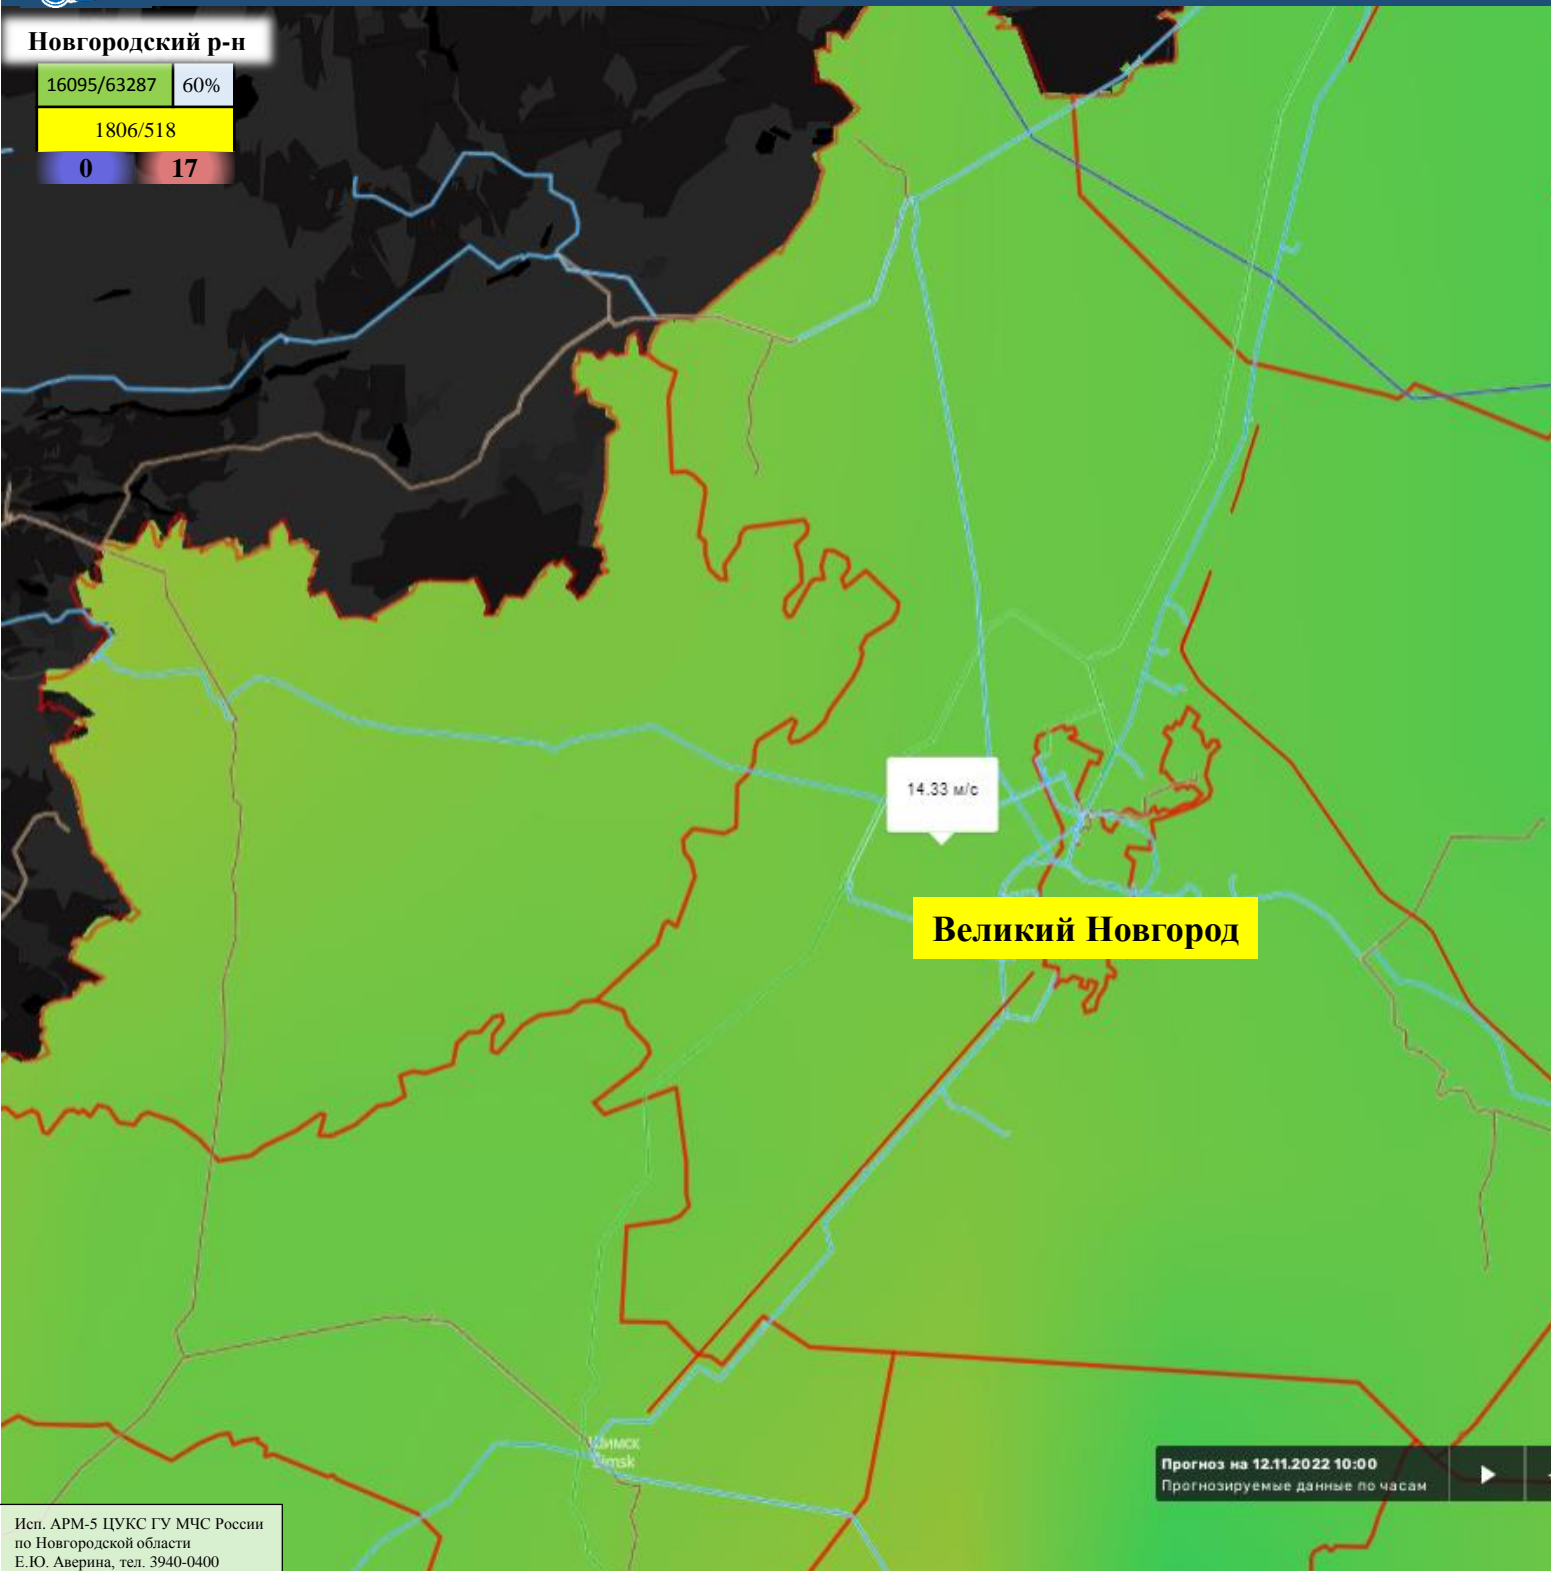 Новгородский р-н
16095/63287 60%
1806/518
0 17
14.33 м/с
Великий Новгород
Шимск
Прогноз на 12.11.2022 10:00
Прогнозируемые данные по часам
Исп. АРМ-5 ЦУКС ГУ МЧС России
по Новгородской области
Е.Ю. Аверина, тел. 3940-0400